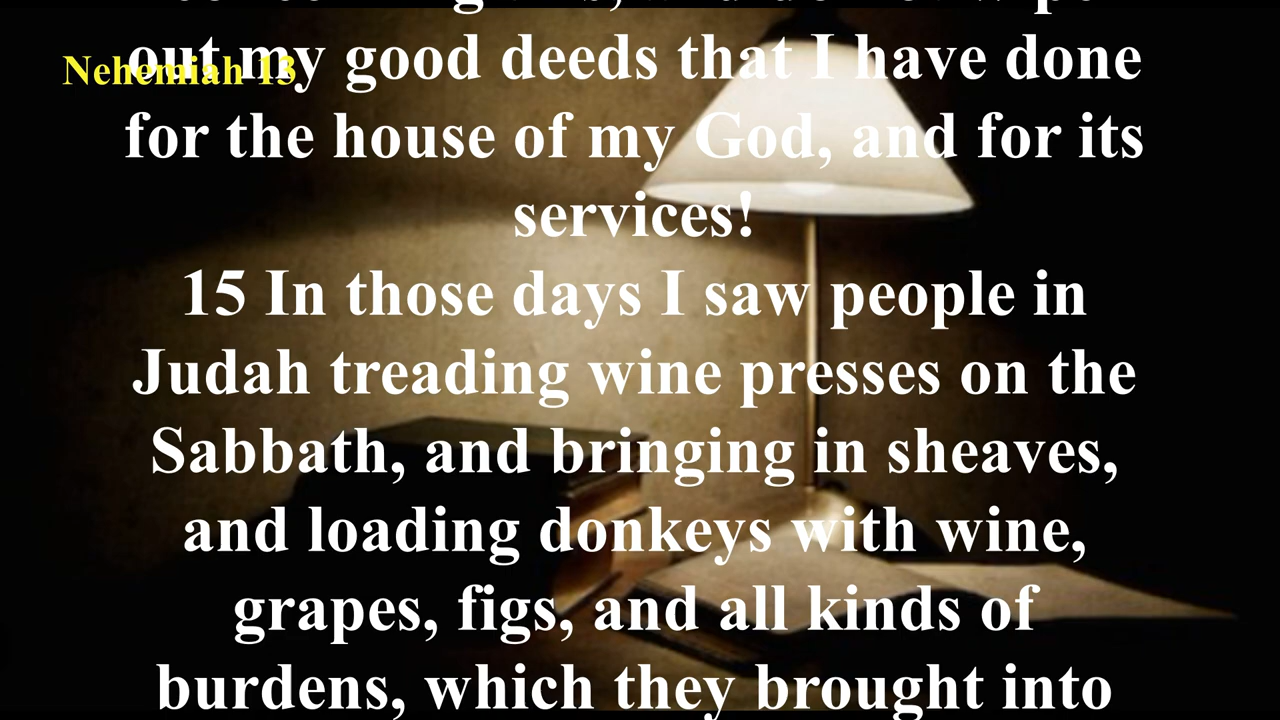 Nehemiah 13
out my good deeds that I have done
for the house of my God, and for its
services!
15 In those days I saw people in
Judah treading wine presses on the
Sabbath, and bringing in sheaves,
and loading donkeys with wine,
grapes, figs, and all kinds of
burdens, which they brought into